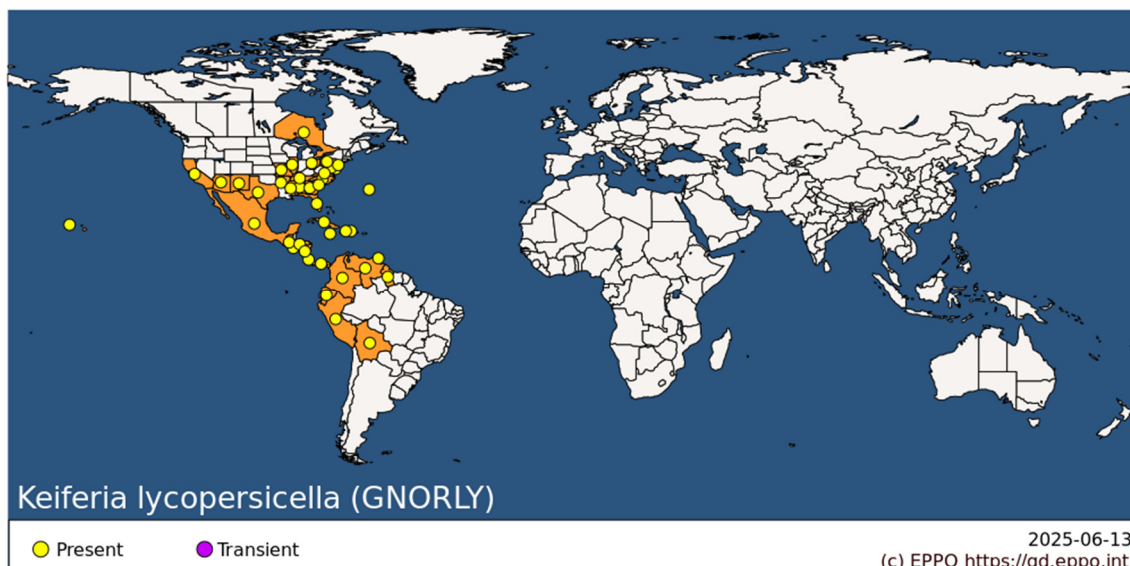 Keiferia lycopersicella (GNORLY)
Present
Transient
2025-06-13
(c) EPPO https://gd.eppo.int